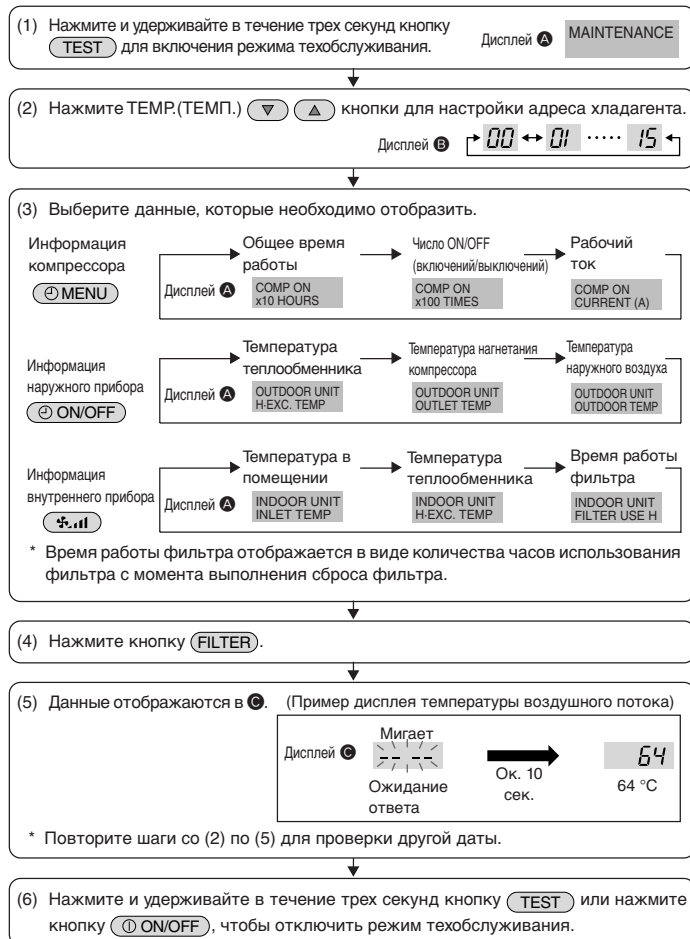 (1) Нажмите и удерживайте в течение трех секунд кнопку
TEST для включения режима техобслуживания.
Дисплей A
MAINTENANCE
(2) Нажмите TEMP.(ТЕМП.) ▽ △ кнопки для настройки адреса хладагента.
Дисплей B 00 ↔ 01 ····· 15
(3) Выберите данные, которые необходимо отобразить.
Информация
компрессора
MENU
Дисплей A
Общее время
работы
COMP ON
x10 HOURS
Число ON/OFF
(включений/выключений)
COMP ON
x100 TIMES
Рабочий
ток
COMP ON
CURRENT (A)
Информация
наружного прибора
ON/OFF
Дисплей A
Температура
теплообменника
OUTDOOR UNIT
H-EXC. TEMP
Температура нагнетания
компрессора
OUTDOOR UNIT
OUTLET TEMP
Температура
наружного воздуха
OUTDOOR UNIT
OUTDOOR TEMP
Информация
внутреннего прибора
Дисплей A
Температура в
помещении
INDOOR UNIT
INLET TEMP
Температура
теплообменника
INDOOR UNIT
H-EXC. TEMP
Время работы
фильтра
INDOOR UNIT
FILTER USE H
* Время работы фильтра отображается в виде количества часов использования
фильтра с момента выполнения сброса фильтра.
(4) Нажмите кнопку FILTER.
(5) Данные отображаются в C. (Пример дисплея температуры воздушного потока)
Дисплей C
Мигает
-- --
Ожидание
ответа
Ок. 10
сек.
64
64 °C
* Повторите шаги со (2) по (5) для проверки другой даты.
(6) Нажмите и удерживайте в течение трех секунд кнопку TEST или нажмите
кнопку ON/OFF, чтобы отключить режим техобслуживания.